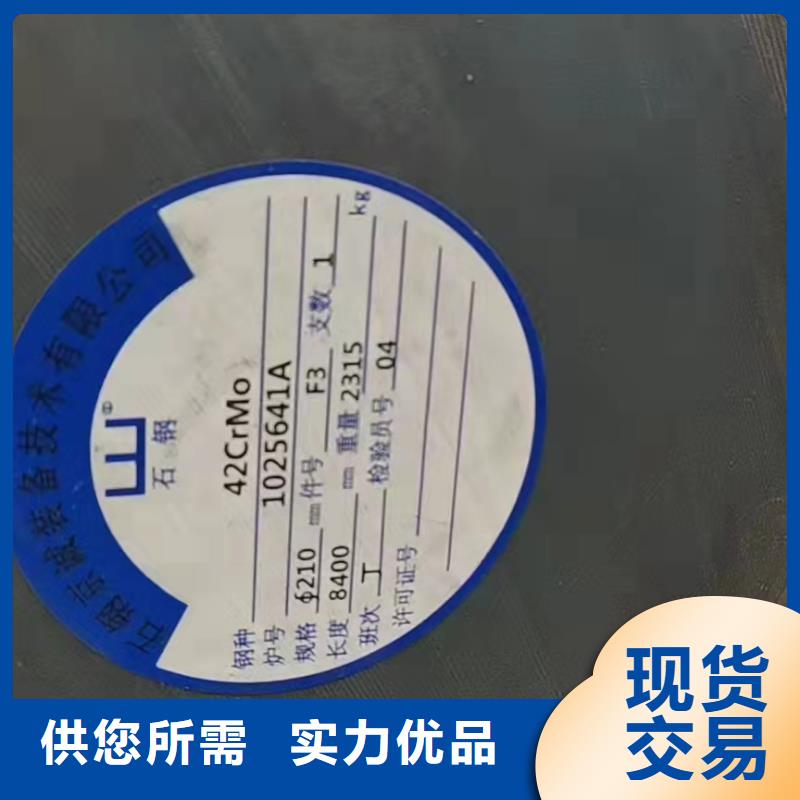 石钢京诚装备技术有限公司
®
石钢
钢种 42CrMo
炉号 1025641A
规格 ϕ210 mm 件号 F3 支数 1
长度 8400 mm 重量 2315 kg
班次 丁 检验员号 04
许可证号
供您所需 实力优品
现货
交易